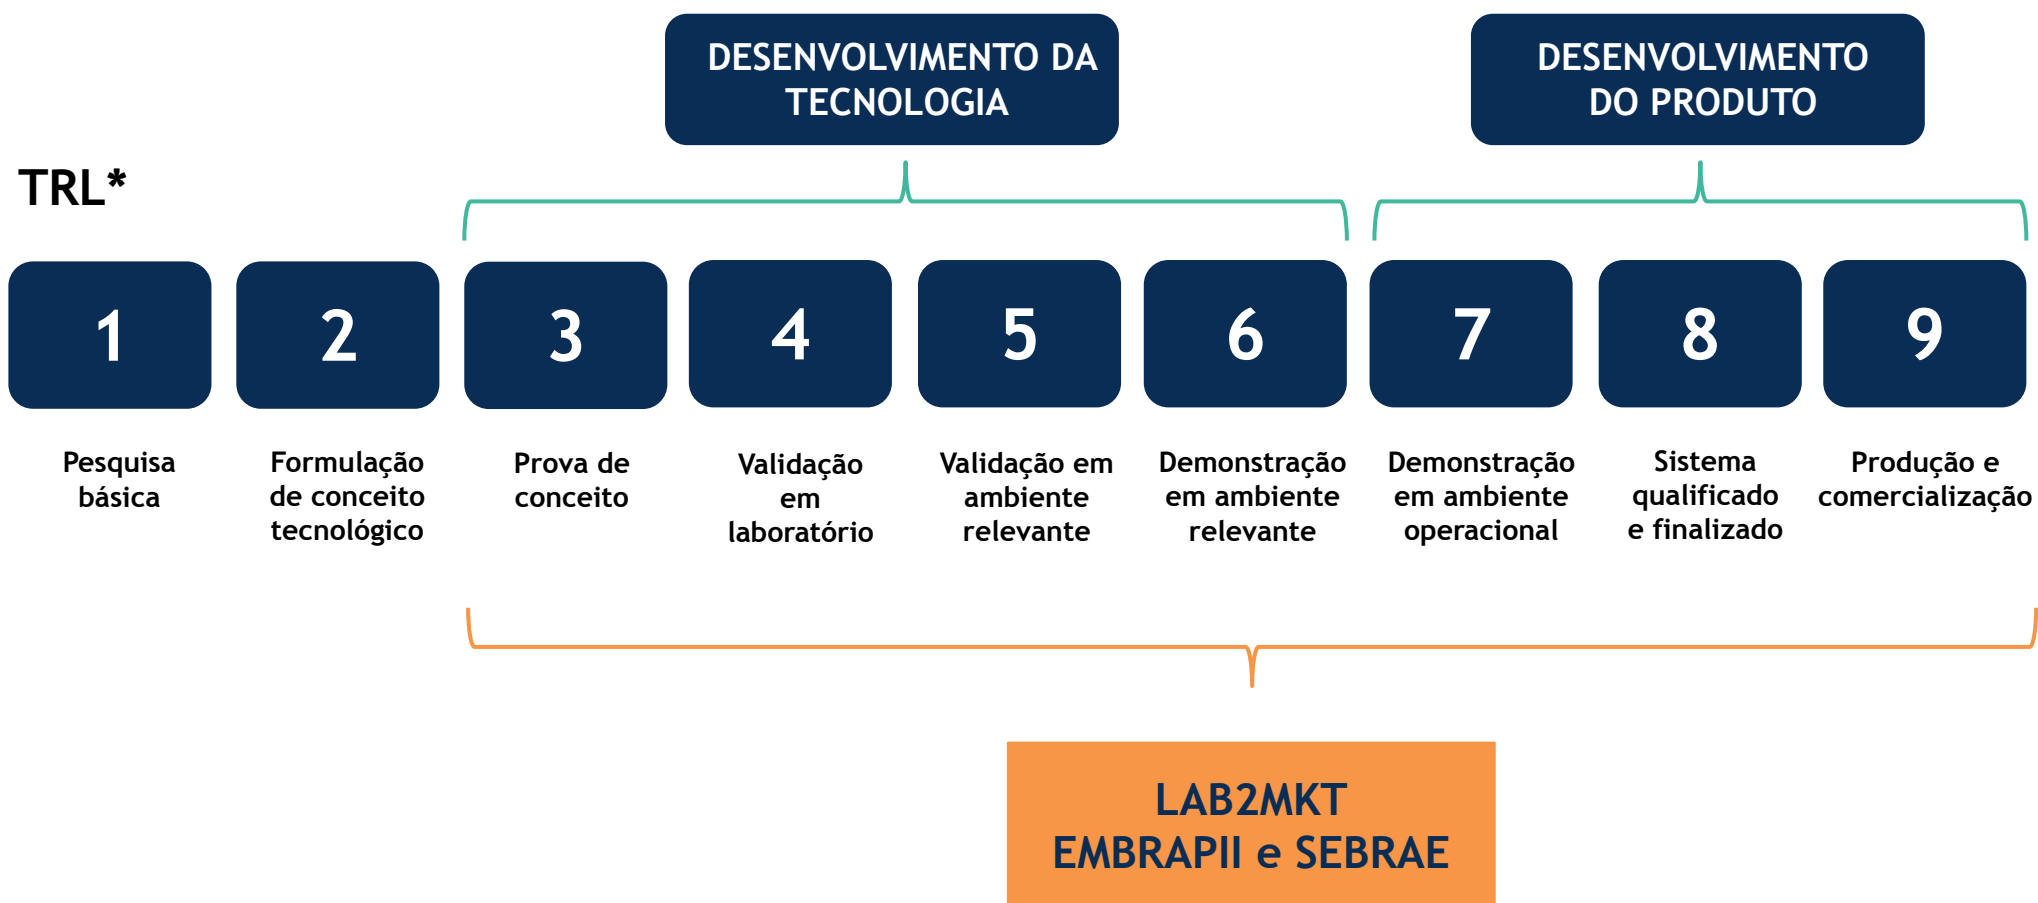 DESENVOLVIMENTO DA
TECNOLOGIA
DESENVOLVIMENTO
DO PRODUTO
TRL*
1
2
3
4
5
6
7
8
9
Pesquisa
básica
Formulação
de conceito
tecnológico
Prova de
conceito
Validação
em
laboratório
Validação em
ambiente
relevante
Demonstração
em ambiente
relevante
Demonstração
em ambiente
operacional
Sistema
qualificado
e finalizado
Produção e
comercialização
LAB2MKT
EMBRAPII e SEBRAE